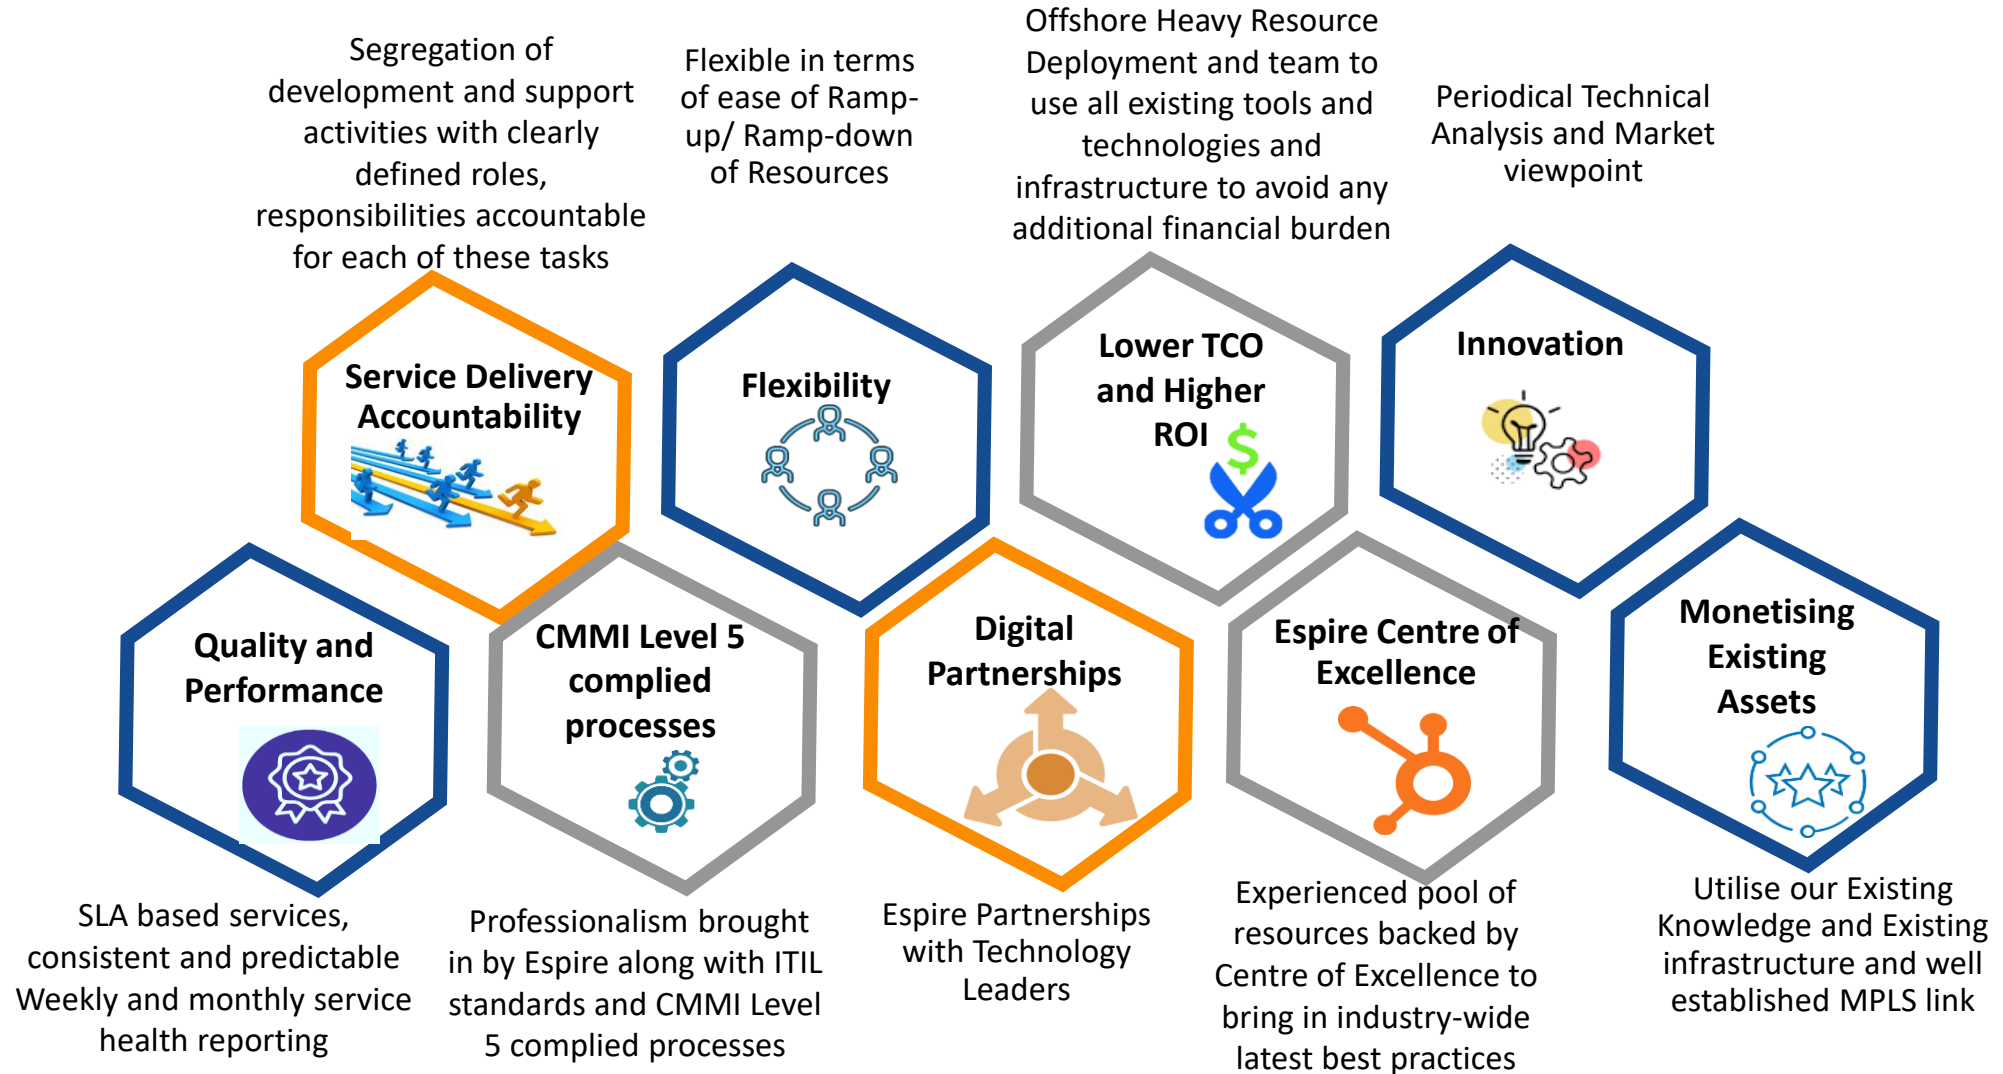 Segregation of
development and support
activities with clearly
defined roles,
responsibilities accountable
for each of these tasks
Service Delivery
Accountability
Flexible in terms
of ease of Ramp-
up/ Ramp-down
of Resources
Flexibility
Offshore Heavy Resource
Deployment and team to
use all existing tools and
technologies and
infrastructure to avoid any
additional financial burden
Lower TCO
and Higher
ROI
$
Periodical Technical
Analysis and Market
viewpoint
Innovation
Quality and
Performance
SLA based services,
consistent and predictable
Weekly and monthly service
health reporting
CMMI Level 5
complied
processes
Professionalism brought
in by Espire along with ITIL
standards and CMMI Level
5 complied processes
Digital
Partnerships
Espire Partnerships
with Technology
Leaders
Espire Centre of
Excellence
Experienced pool of
resources backed by
Centre of Excellence to
bring in industry-wide
latest best practices
Monetising
Existing
Assets
Utilise our Existing
Knowledge and Existing
infrastructure and well
established MPLS link